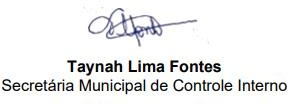 Taynah Lima Fontes
Secretária Municipal de Controle Interno